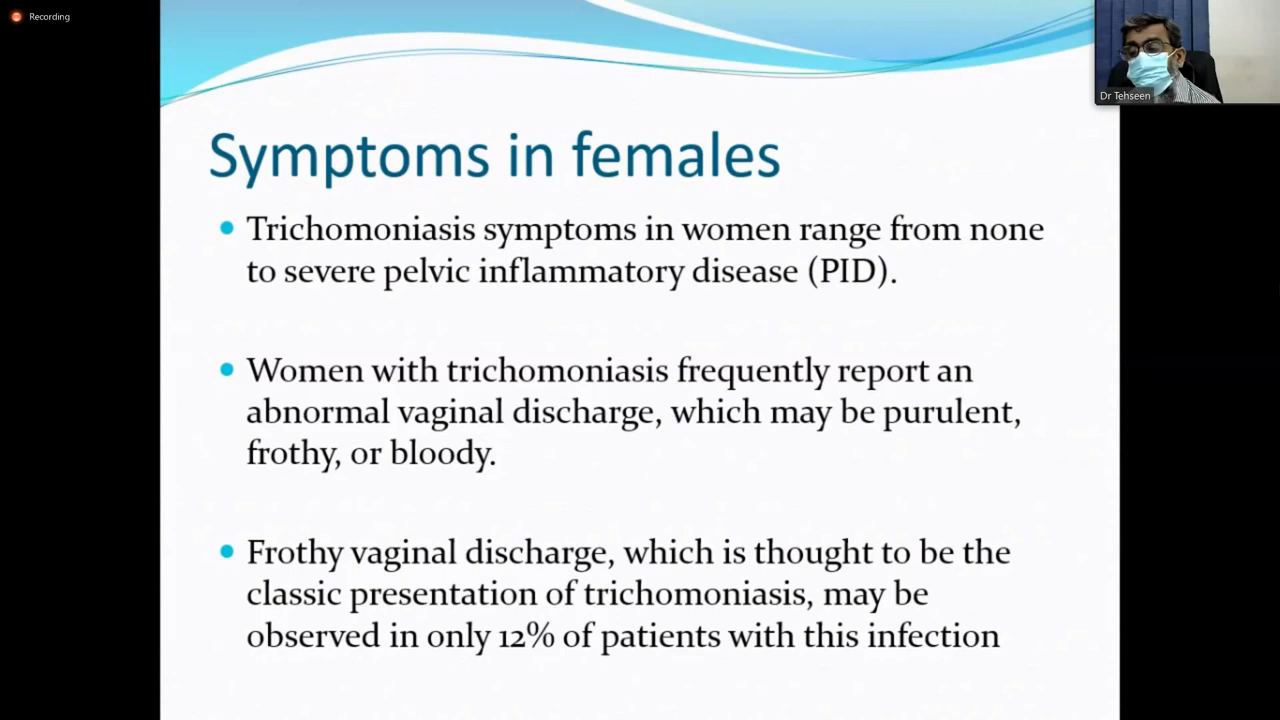 Recording
Dr Tehseen
Symptoms in females
Trichomoniasis symptoms in women range from none
to severe pelvic inflammatory disease (PID).
Women with trichomoniasis frequently report an
abnormal vaginal discharge, which may be purulent,
frothy, or bloody.
Frothy vaginal discharge, which is thought to be the
classic presentation of trichomoniasis, may be
observed in only 12% of patients with this infection